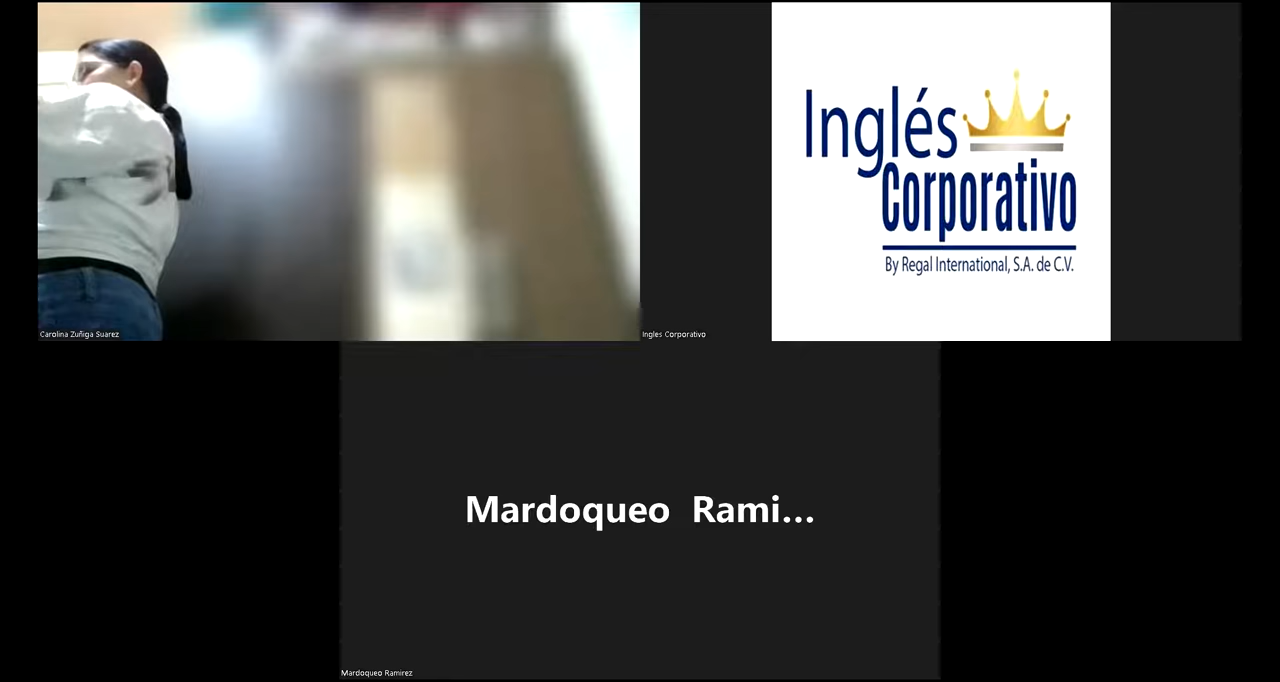 Inglés
Corporativo
By Regal International, S.A. de C.V.
Carolina Zuñiga Suarez
Ingles Corporativo
Mardoqueo Rami...
Mardoqueo Ramirez